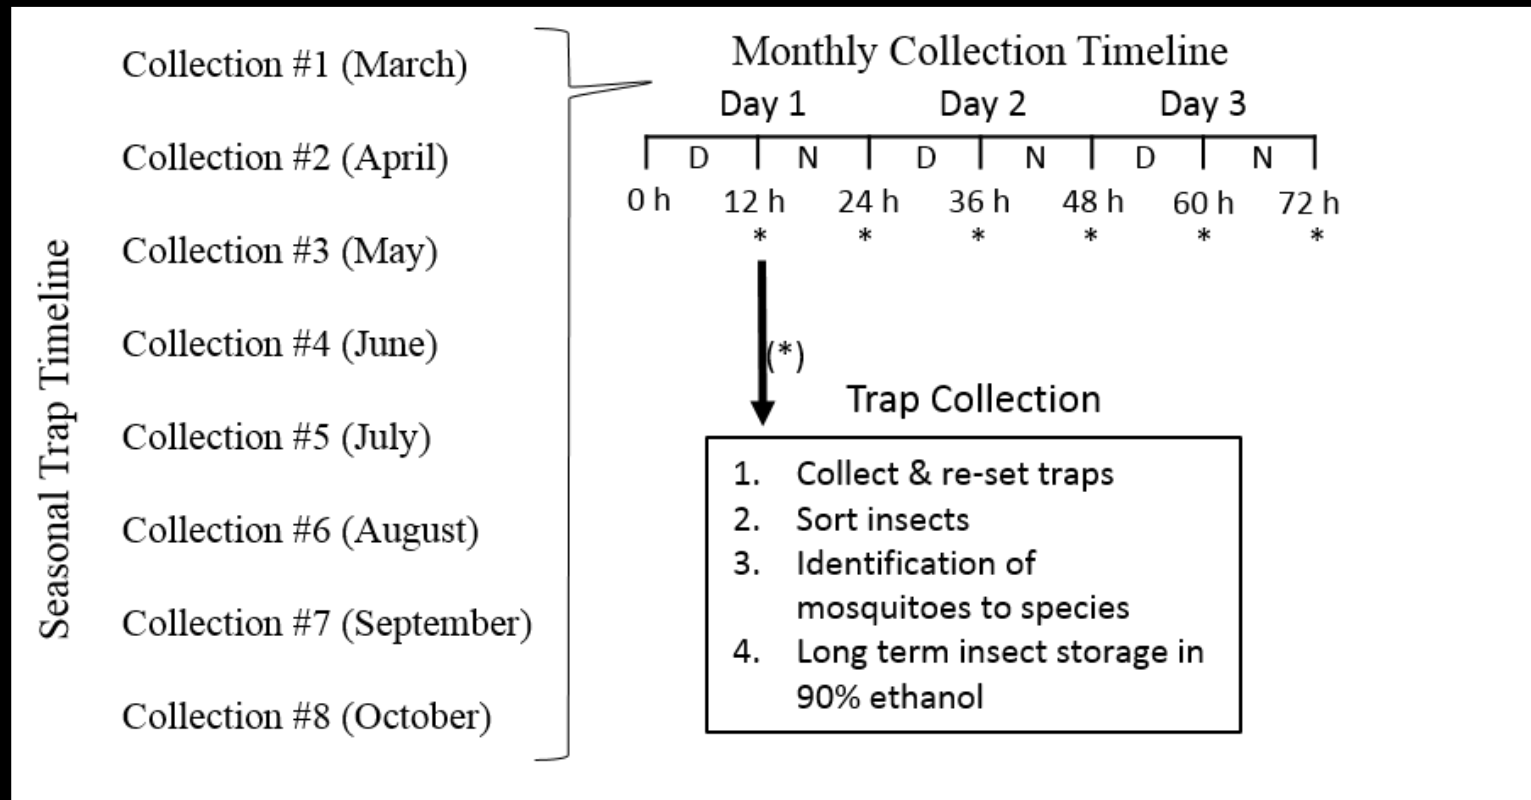 Seasonal Trap Timeline
Collection #1 (March)
Collection #2 (April)
Collection #3 (May)
Collection #4 (June)
Collection #5 (July)
Collection #6 (August)
Collection #7 (September)
Collection #8 (October)
Monthly Collection Timeline
Day 1 Day 2 Day 3
D N D N D N
0 h 12 h 24 h 36 h 48 h 60 h 72 h
* * * * * *
(*)
Trap Collection
1. Collect & re-set traps
2. Sort insects
3. Identification of
mosquitoes to species
4. Long term insect storage in
90% ethanol